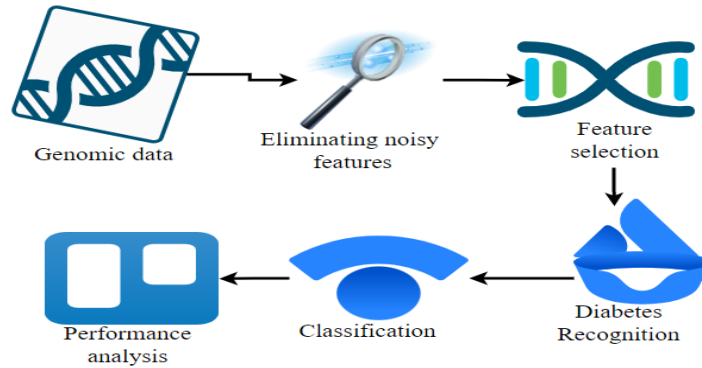 Genomic data
Eliminating noisy
features
Feature
selection
Diabetes
Recognition
Classification
Performance
analysis